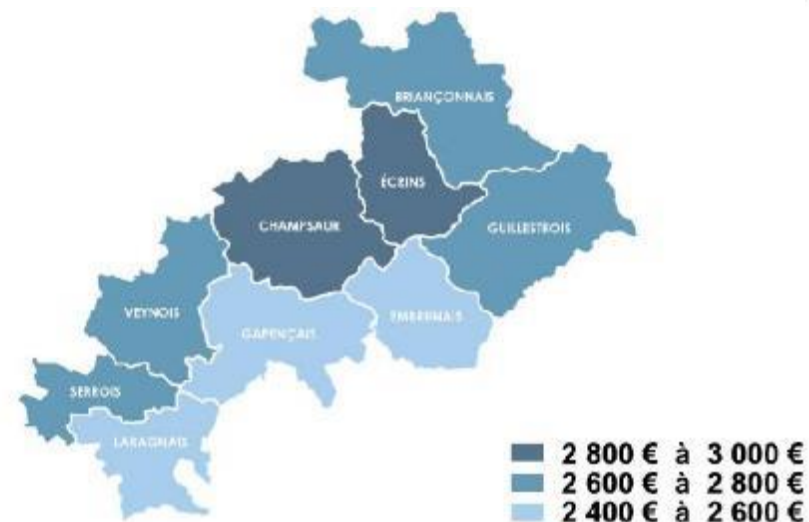 BRIANÇONNAIS
ÉCRINS
CHAMPSAUR
GUILLESTROIS
VEYNOIS
EMBRUNAIS
GAPENÇAIS
SERROIS
LARAGNAIS
2 800 € à 3 000 €
2 600 € à 2 800 €
2 400 € à 2 600 €